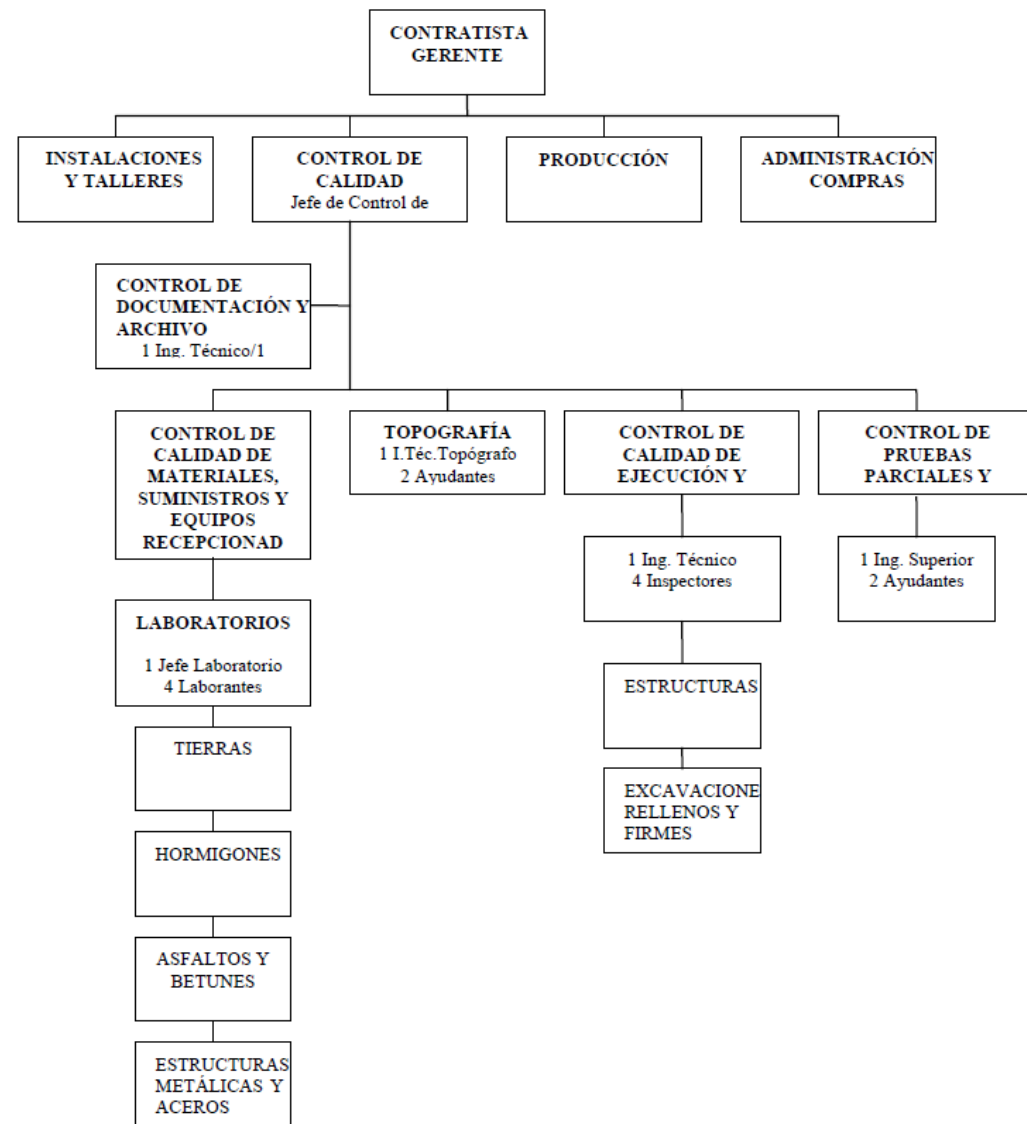 CONTRATISTA
GERENTE
INSTALACIONES
Y TALLERES
CONTROL DE
CALIDAD
Jefe de Control de
PRODUCCIÓN
ADMINISTRACIÓN
COMPRAS
CONTROL DE
DOCUMENTACIÓN Y
ARCHIVO
1 Ing. Técnico/1
CONTROL DE
CALIDAD DE
MATERIALES,
SUMINISTROS Y
EQUIPOS
RECEPCIONAD
TOPOGRAFÍA
1 I.Téc.Topógrafo
2 Ayudantes
CONTROL DE
CALIDAD DE
EJECUCIÓN Y
CONTROL DE
PRUEBAS
PARCIALES Y
1 Ing. Técnico
4 Inspectores
1 Ing. Superior
2 Ayudantes
LABORATORIOS
1 Jefe Laboratorio
4 Laborantes
ESTRUCTURAS
TIERRAS
EXCAVACIONE
RELLENOS Y
FIRMES
HORMIGONES
ASFALTOS Y
BETUNES
ESTRUCTURAS
METÁLICAS Y
ACEROS